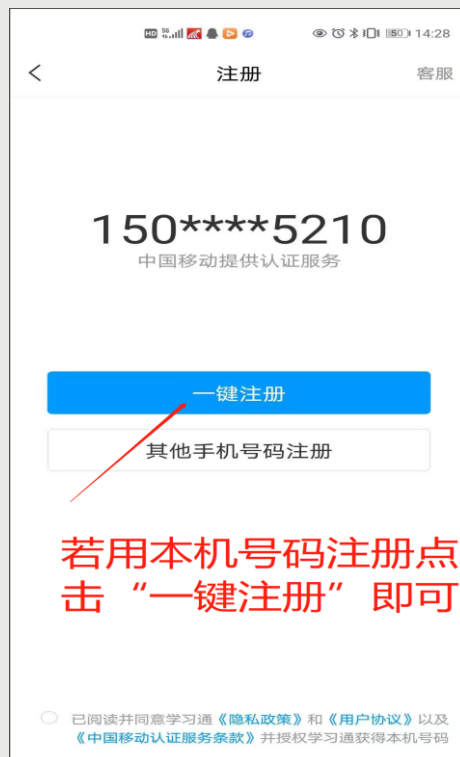 HD 5G 50 14:28
注册 客服
150****5210
中国移动提供认证服务
一键注册
其他手机号码注册
若用本机号码注册点
击“一键注册”即可
已阅读并同意学习通《隐私政策》和《用户协议》以及
《中国移动认证服务条款》并授权学习通获得本机号码